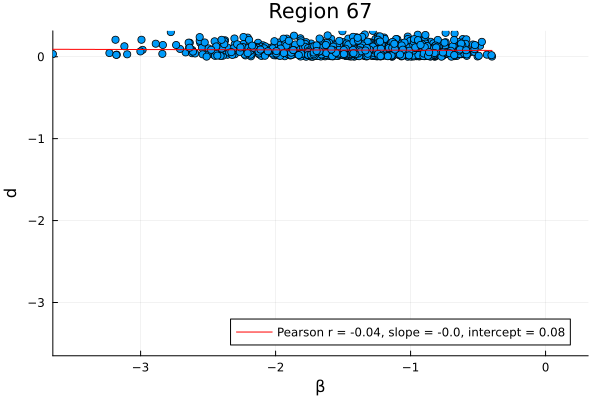 Region 67
0
−1
−2
−3
d
Pearson r = -0.04, slope = -0.0, intercept = 0.08
−3
−2
−1
0
β